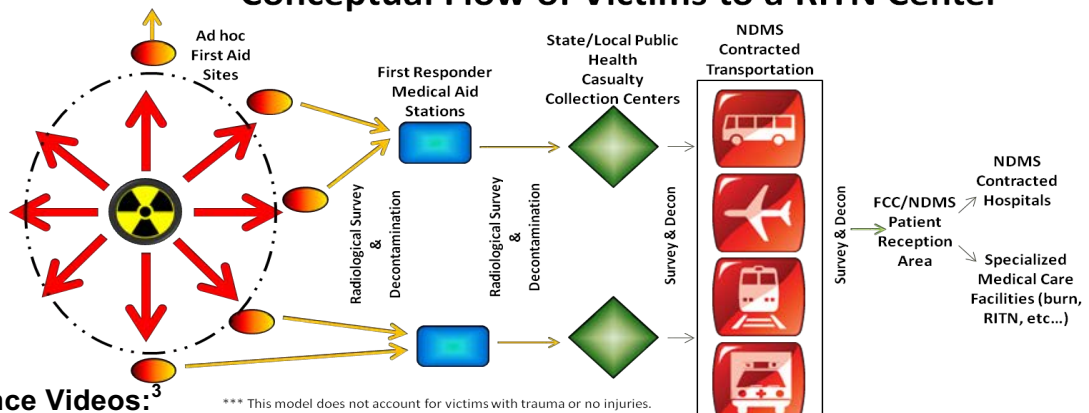 Conceptual Flow of Victims to a RITN Center
Ad hoc
First Aid
Sites
First Responder
Medical Aid
Stations
State/Local Public
Health
Casualty
Collection Centers
NDMS
Contracted
Transportation
Radiological Survey
&
Decontamination
Radiological Survey
&
Decontamination
Survey & Decon
Survey & Decon
FCC/NDMS
Patient
Reception
Area
NDMS
Contracted
Hospitals
Specialized
Medical Care
Facilities (burn,
RITN, etc...)
nce Videos:3
*** This model does not account for victims with trauma or no injuries.